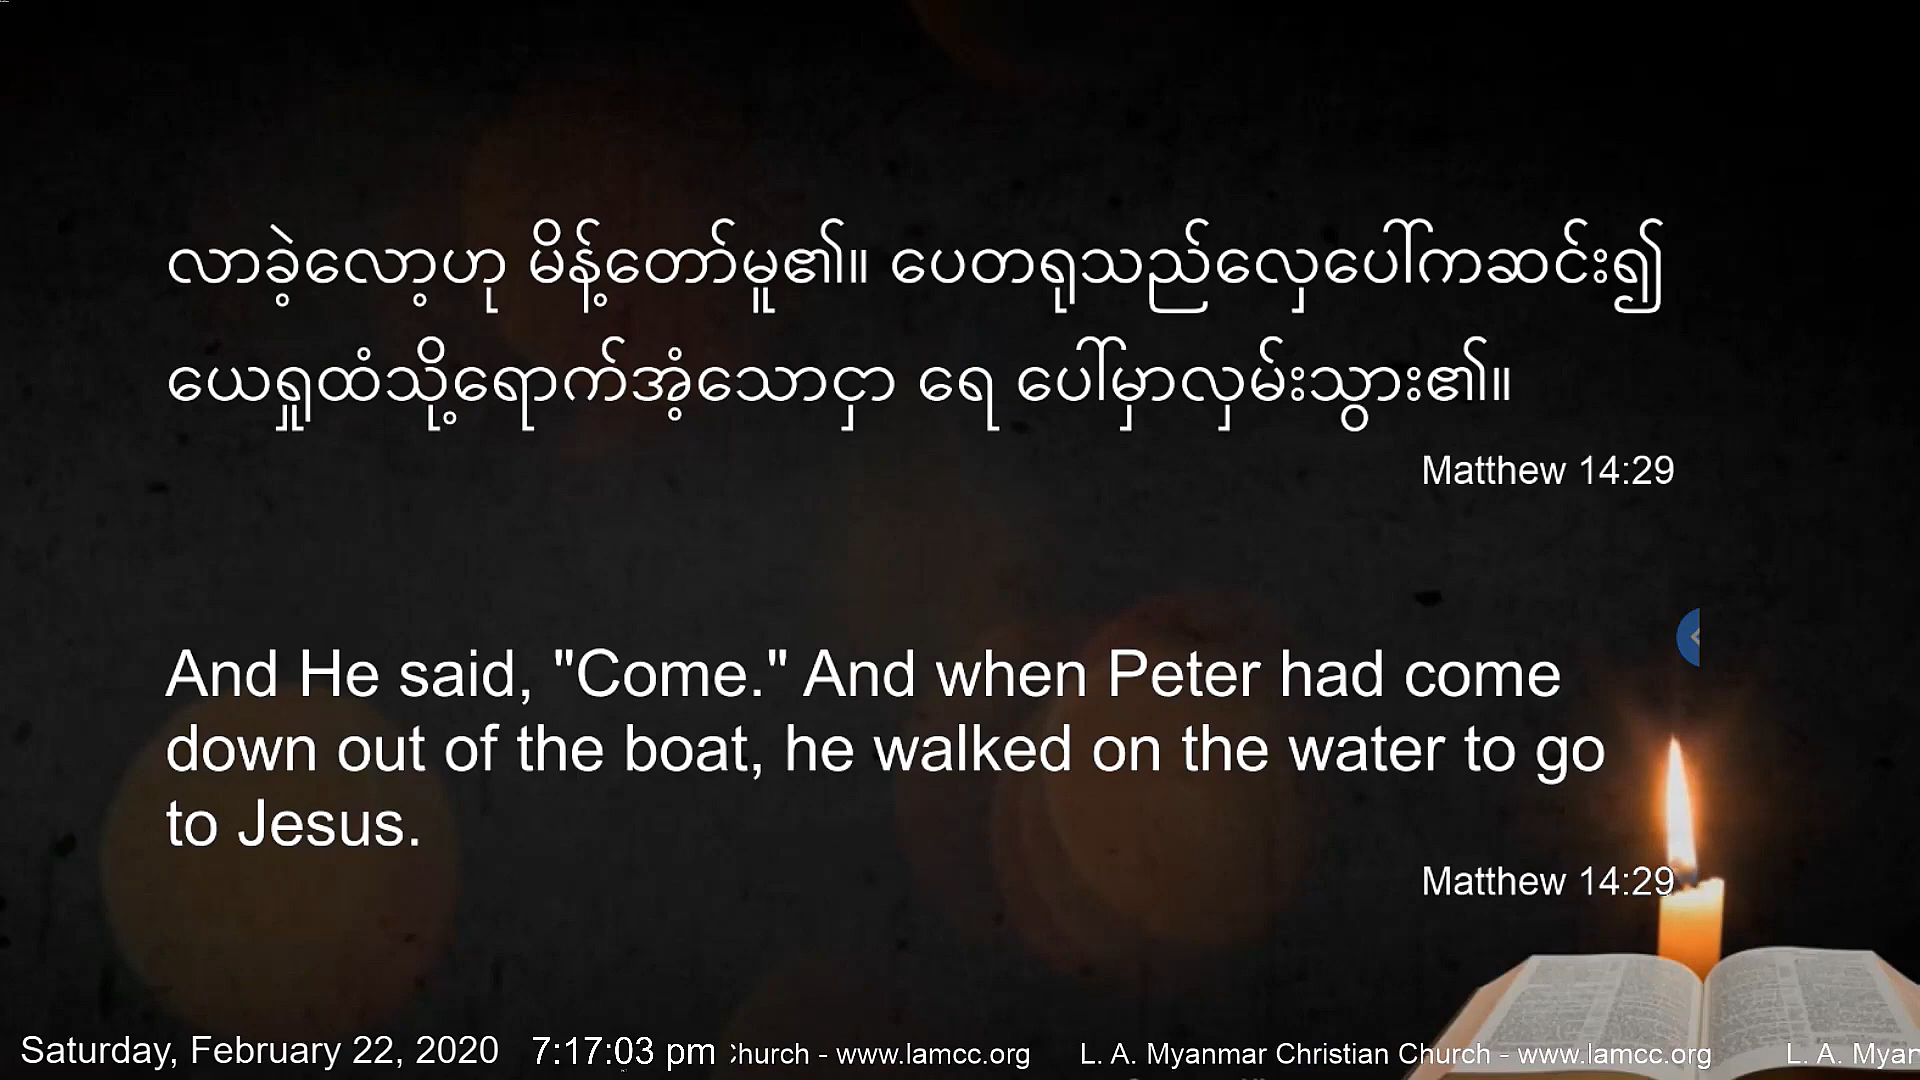 လာခဲ့လော့ဟု မိန့်တော်မူ၏။ ပေတရုသည်လှေပေါ်ကဆင်း၍
ယေရှုထံသို့ရောက်အံ့သောငှာ ရေ ပေါ်မှာလှမ်းသွား၏။
Matthew 14:29
And He said, "Come." And when Peter had come
down out of the boat, he walked on the water to go
to Jesus.
Matthew 14:29
Saturday, February 22, 2020 7:17:03 pm hurch - www.lamcc.org L. A. Myanmar Christian Church - www.lamcc.org L. A. Myan